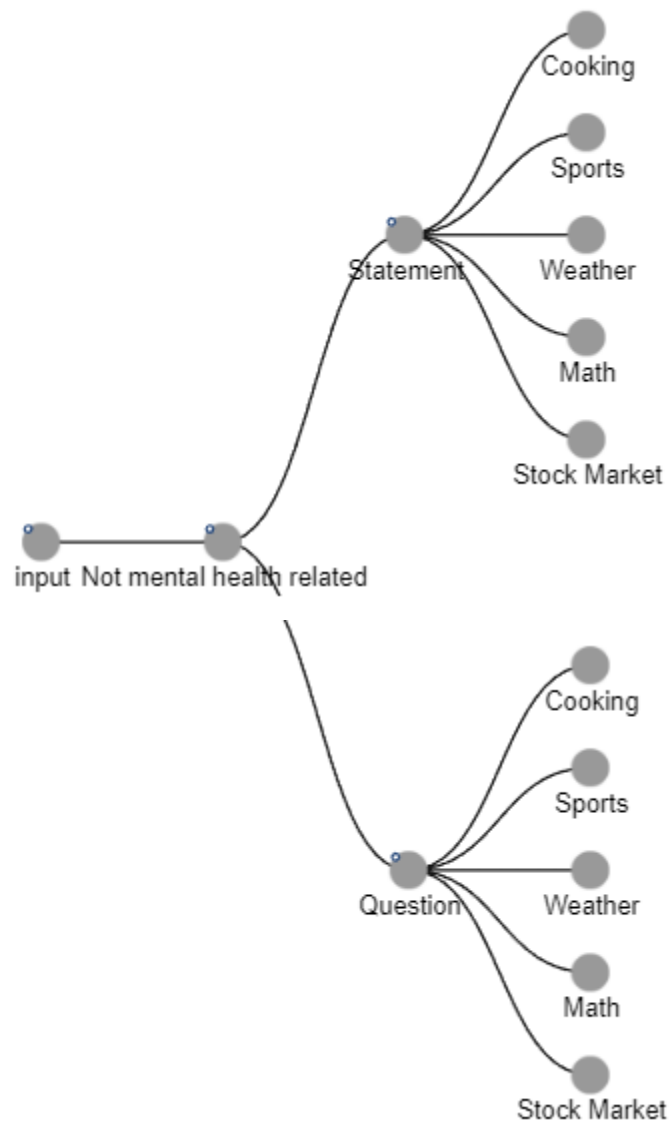 Cooking
Sports
Statement
Weather
Math
Stock Market
input
Not mental health related
Cooking
Sports
Question
Weather
Math
Stock Market